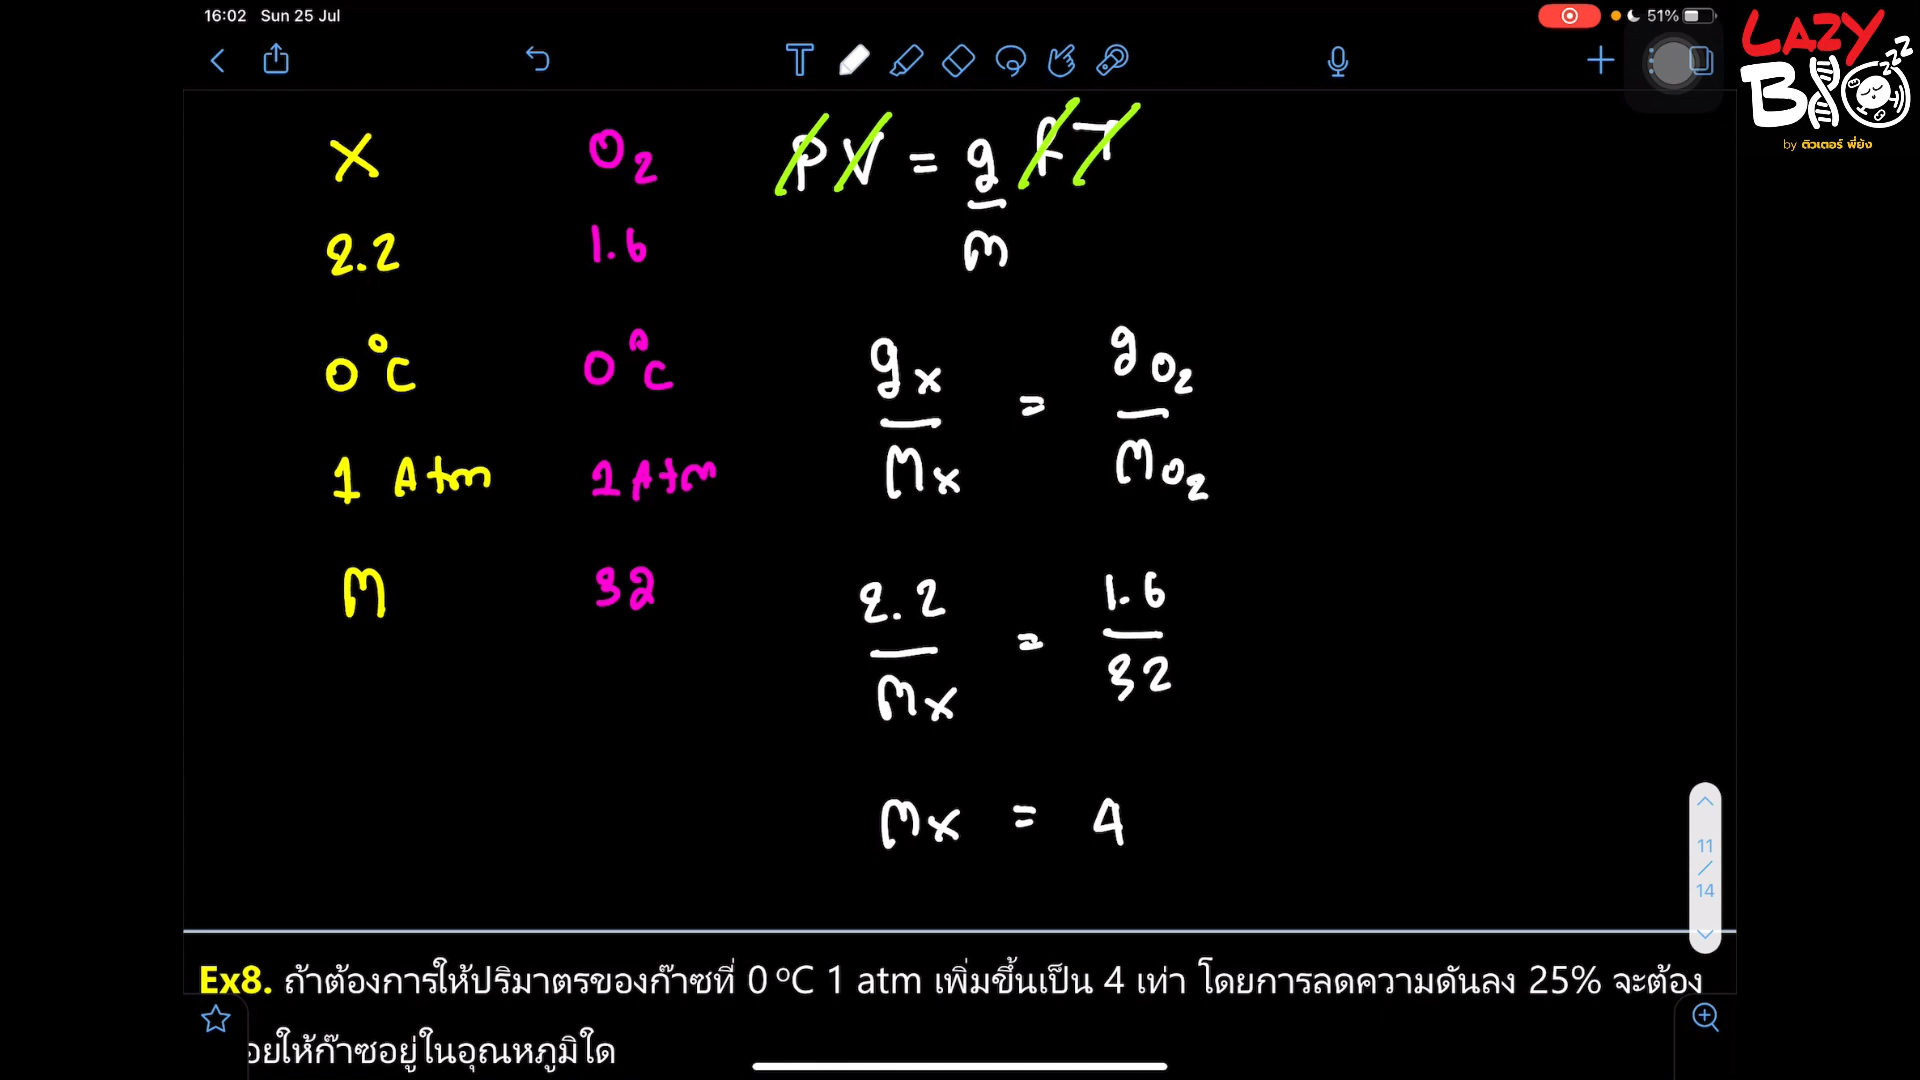 16:02 Sun 25 Jul
51%
LAZY
BIO zzz
by ติวเตอร์ พี่ยัง
X O2 PV = g RT
M
2.2 1.6
0°C 0°C gx = gO2
Mx MO2
1 Atm 1 Atm
M 32 2.2 = 1.6
Mx 32
Mx = 4
11
/
14
Ex8. ถ้าต้องการให้ปริมาตรของก๊าซที่ 0 °C 1 atm เพิ่มขึ้นเป็น 4 เท่า โดยการลดความดันลง 25% จะต้อง
อยให้ก๊าซอยู่ในอุณหภูมิใด